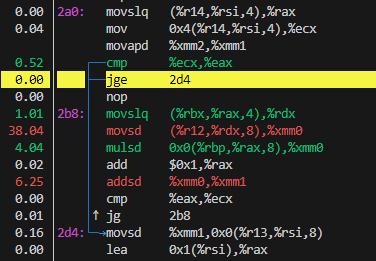 0.00 2a0: movslq (%r14,%rsi,4),%rax
0.04 mov 0x4(%r14,%rsi,4),%ecx
0.00 movapd %xmm2,%xmm1
0.52 cmp %ecx,%eax
0.00 jge 2d4
0.00 nop
1.01 2b8: movslq (%rbx,%rax,4),%rdx
38.04 movsd (%r12,%rdx,8),%xmm0
4.04 mulsd 0x0(%rbp,%rax,8),%xmm0
0.02 add $0x1,%rax
6.25 addsd %xmm0,%xmm1
0.00 cmp %eax,%ecx
0.01 ↑ jg 2b8
0.16 2d4: movsd %xmm1,0x0(%r13,%rsi,8)
0.00 lea 0x1(%rsi),%rax